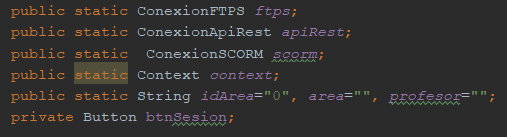 public static ConexionFTPS ftps;
public static ConexionApiRest apiRest;
public static  ConexionSCORM scorm;
public static Context context;
public static String idArea="0", area="", profesor="";
private Button btnSesion;